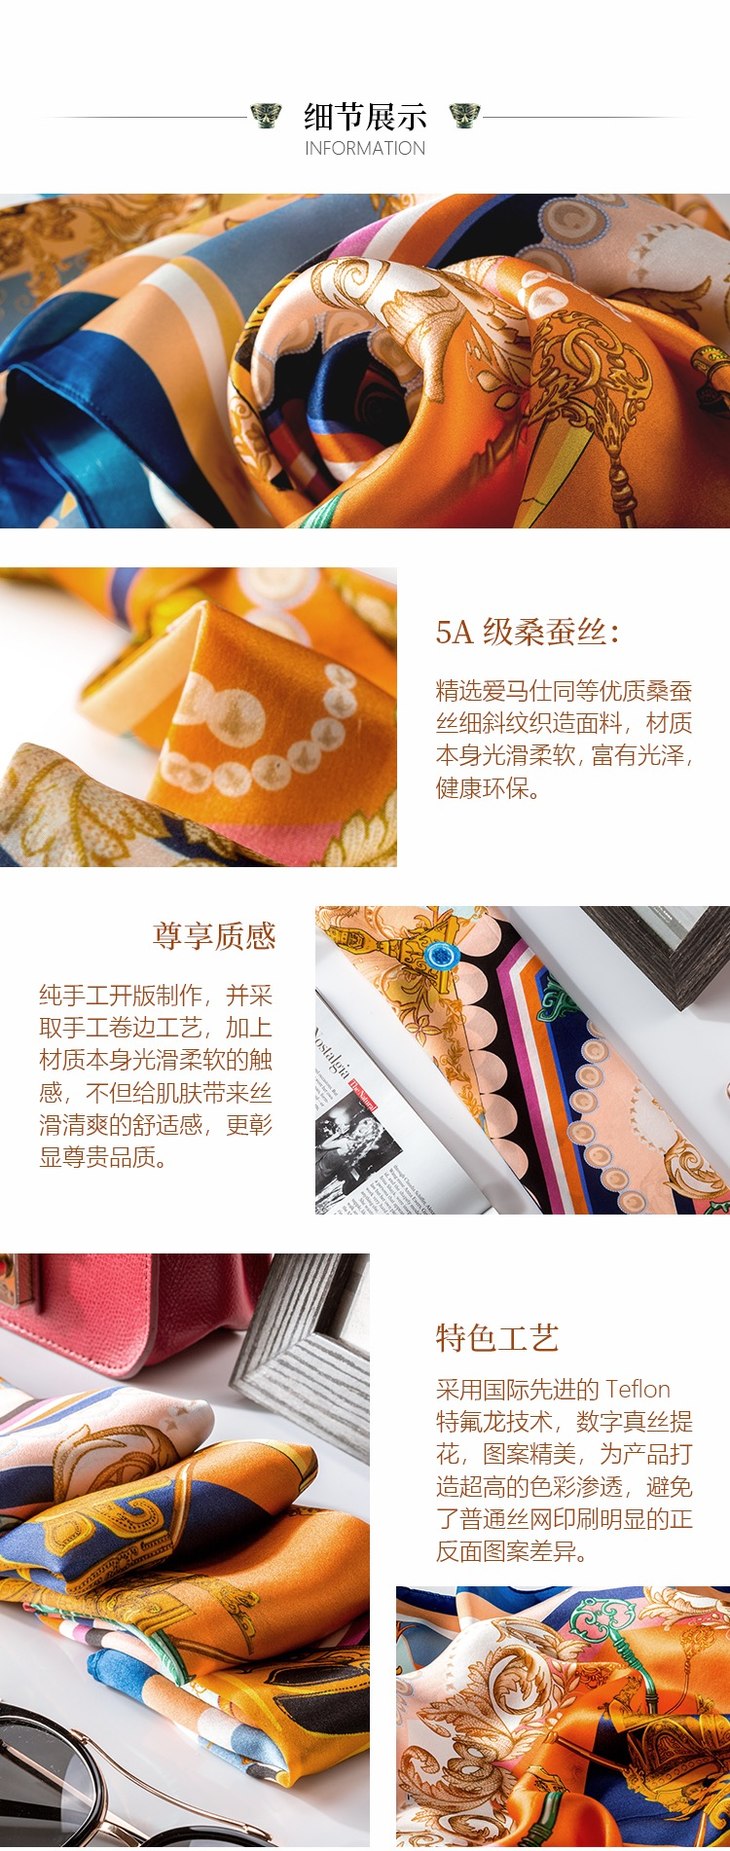 细节展示
INFORMATION
5A 级桑蚕丝：
精选爱马仕同等优质桑蚕
丝细斜纹织造面料，材质
本身光滑柔软，富有光泽，
健康环保。
尊享质感
纯手工开版制作，并采
取手工卷边工艺，加上
材质本身光滑柔软的触
感，不但给肌肤带来丝
滑清爽的舒适感，更彰
显尊贵品质。
Nostalgia
The Natural
特色工艺
采用国际先进的 Teflon
特氟龙技术，数字真丝提
花，图案精美，为产品打
造超高的色彩渗透，避免
了普通丝网印刷明显的正
反面图案差异。